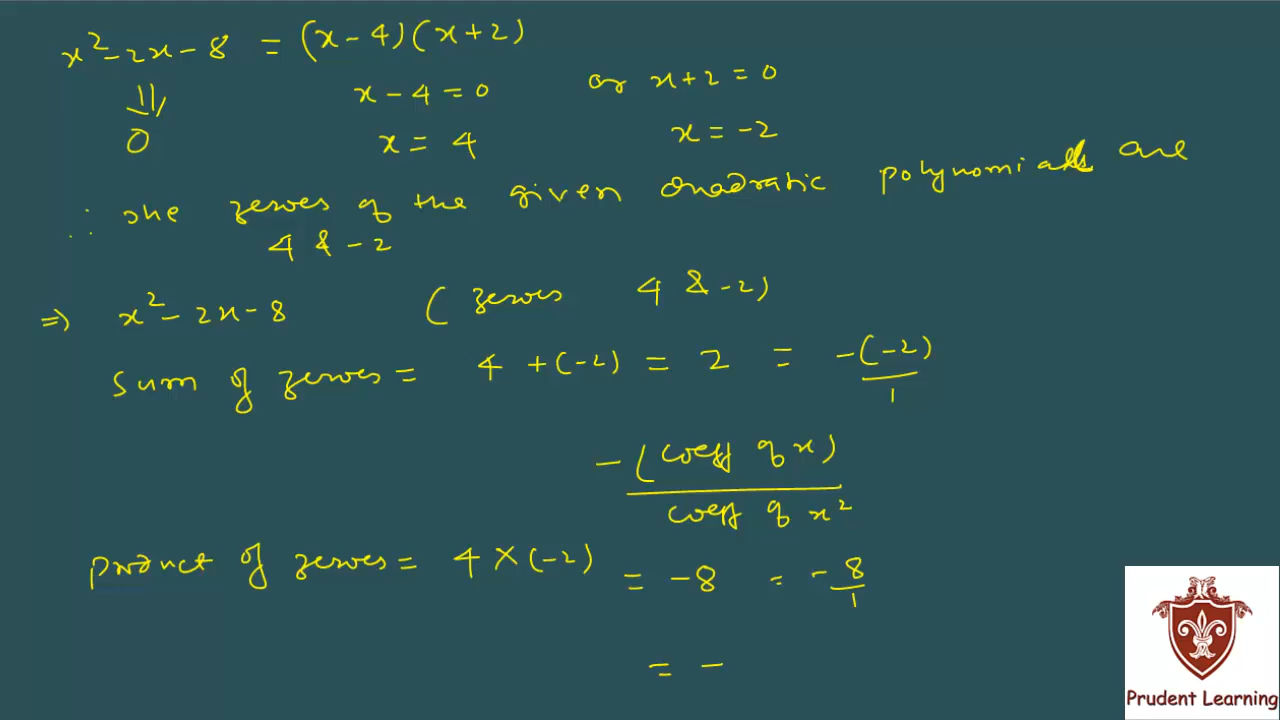 x² - 2x - 8 = (x - 4)(x + 2)
⇓ x - 4 = 0 or x + 2 = 0
0 x = 4 x = -2
∴ The zeroes of the given Quadratic polynomial are
4 & -2
⇒ x² - 2x - 8 (zeroes 4 & -2)
Sum of zeroes = 4 + (-2) = 2 = -(-2)/1
-(coeff of x)/coeff of x²
product of zeroes = 4 × (-2) = -8 = -8/1
= -
Prudent Learning